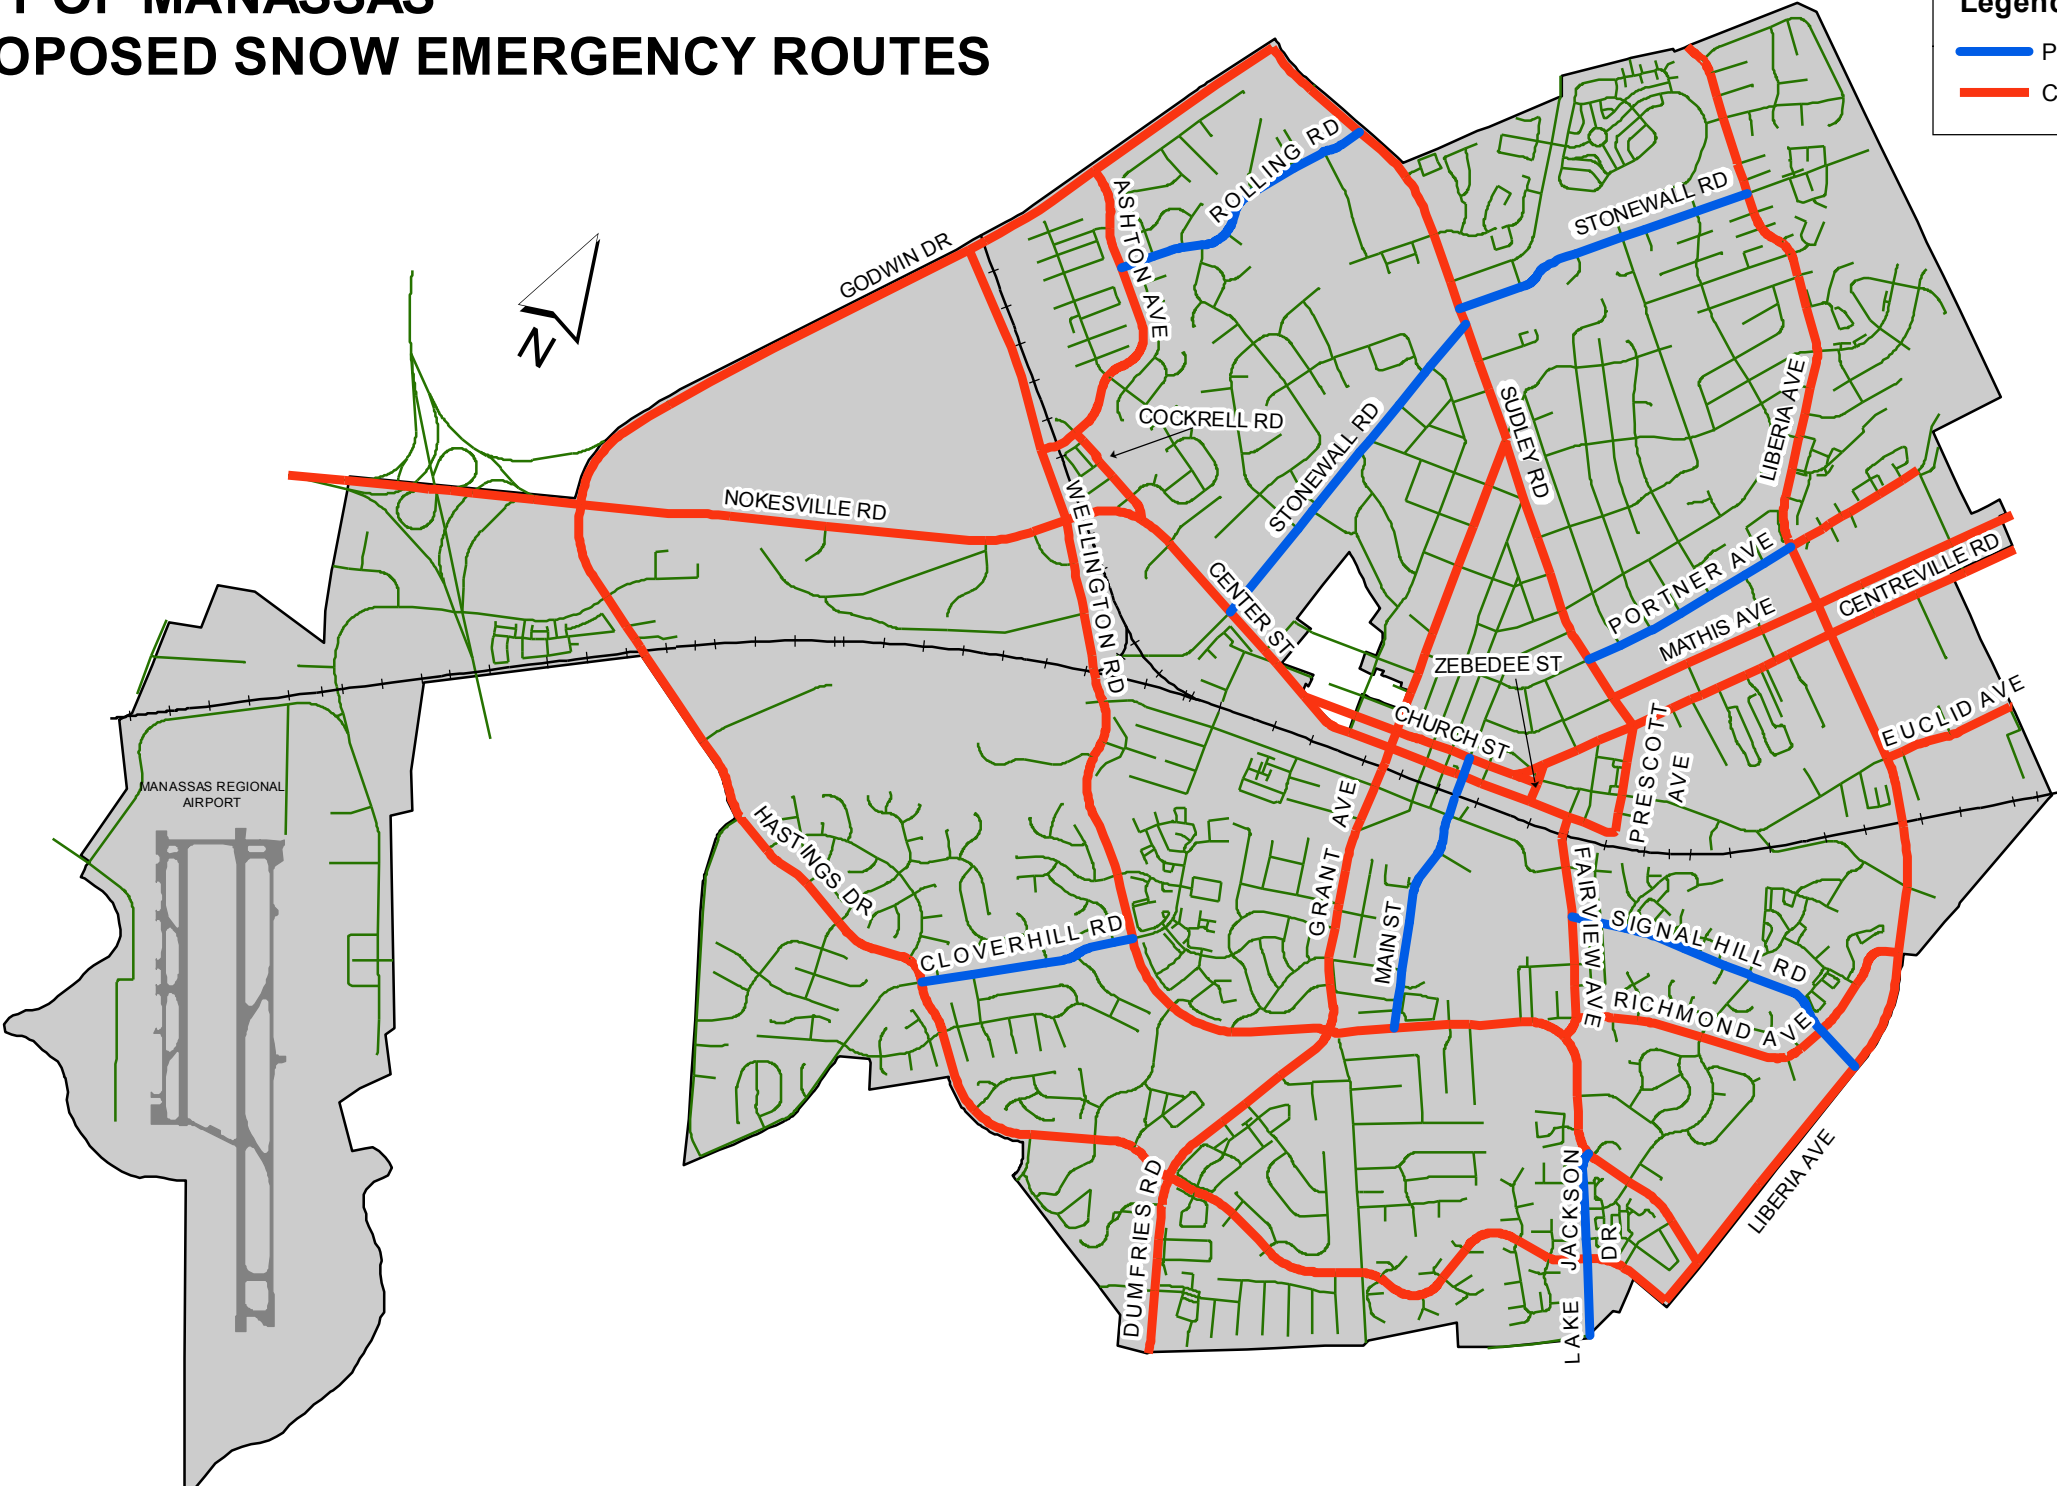 Y OF MANASSAS
OPOSED SNOW EMERGENCY ROUTES
Legend
P
C
N
GODWIN DR
ASHTON AVE
ROLLING RD
STONEWALL RD
COCKRELL RD
STONEWALL RD
SUDLEY RD
LIBERIA AVE
NOKESVILLE RD
WELLINGTON RD
CENTER ST
PORTNER AVE
MATHIS AVE
CENTREVILLE RD
ZEBEDEE ST
CHURCH ST
PRESCOTT
AVE
EUCLID AVE
MANASSAS REGIONAL
AIRPORT
HASTINGS DR
GRANT AVE
MAIN ST
FAIRVIEW AVE
CLOVERHILL RD
SIGNAL HILL RD
RICHMOND AVE
DUMFRIES RD
LAKE JACKSON
DR
LIBERIA AVE